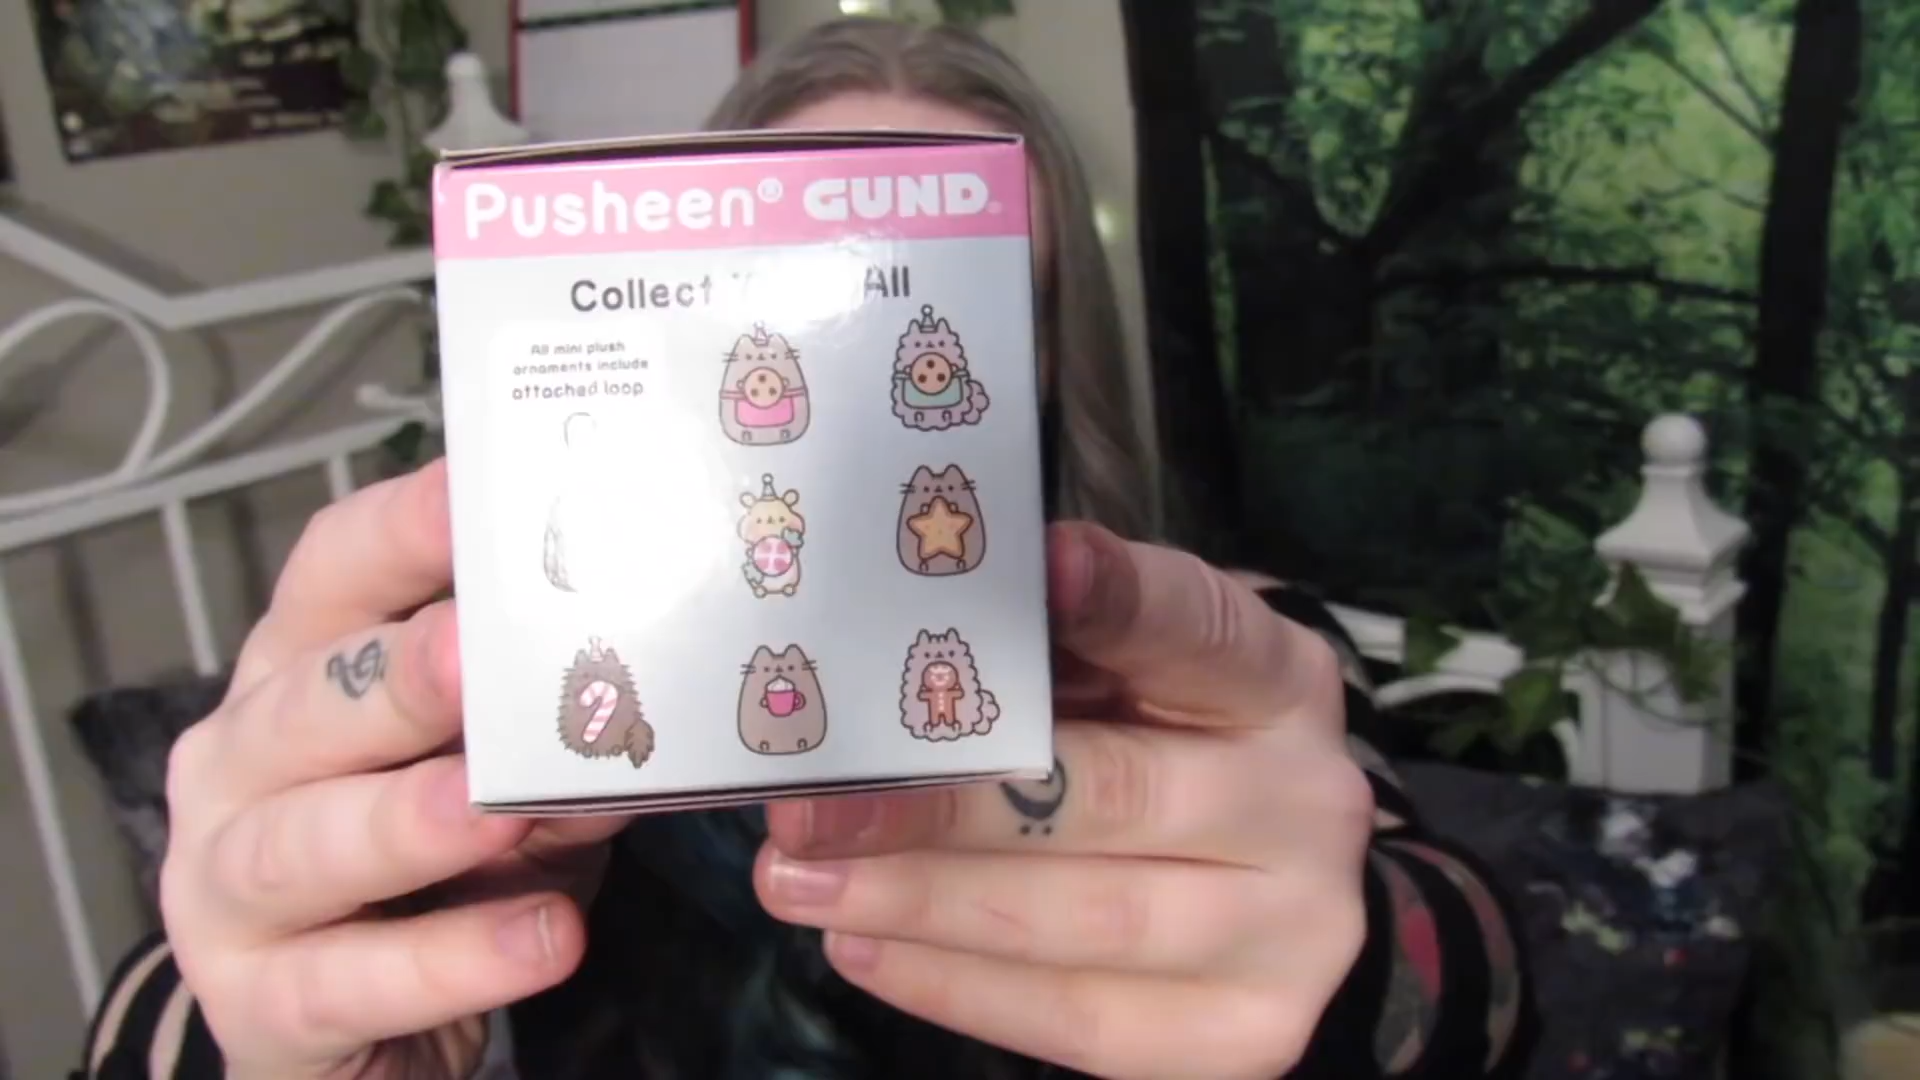 Pusheen® GUND®
Collect All
All mini plush
ornaments include
attached loop